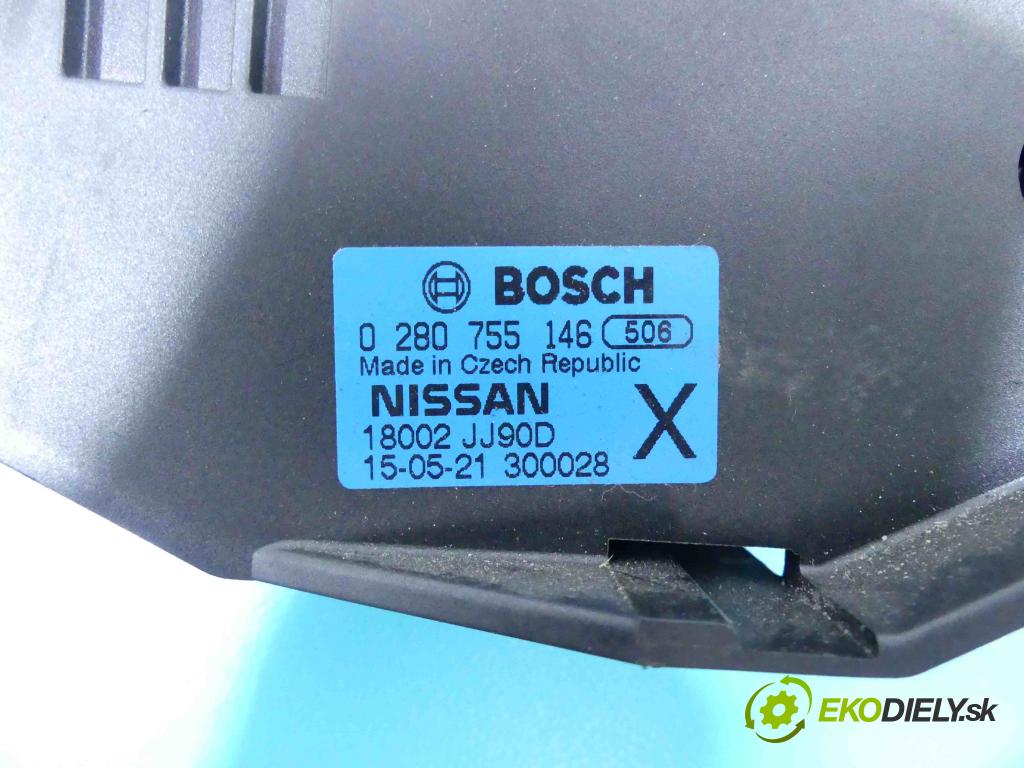 BOSCH
0 280 755 146 506
Made in Czech Republic
NISSAN
18002 JJ90D X
15-05-21 300028
EKODIELY.sk